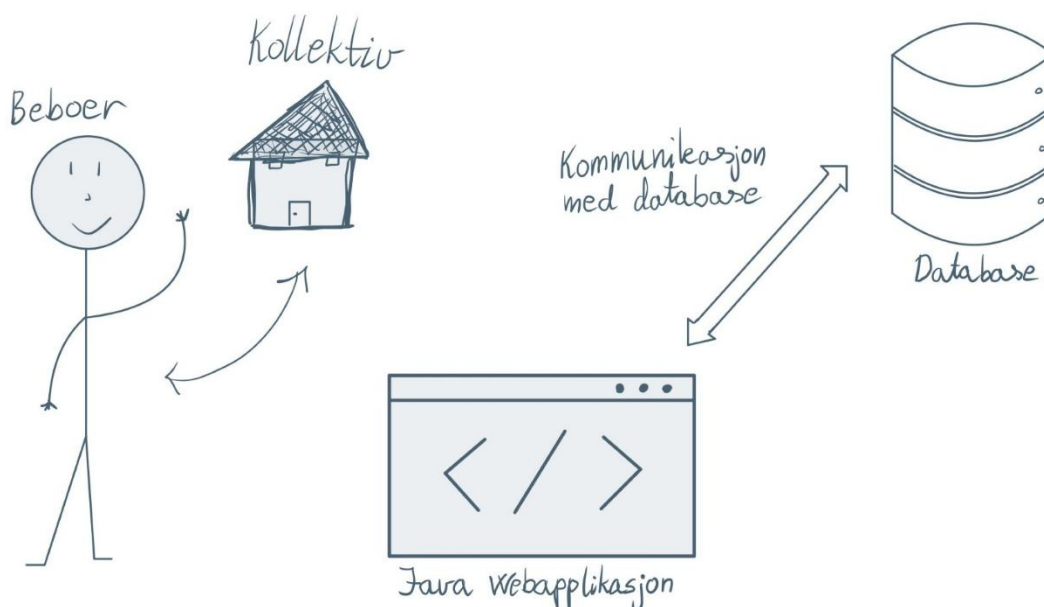 Kollektiv
Beboer
Kommunikasjon
med database
Database
</>
Java Webapplikasjon